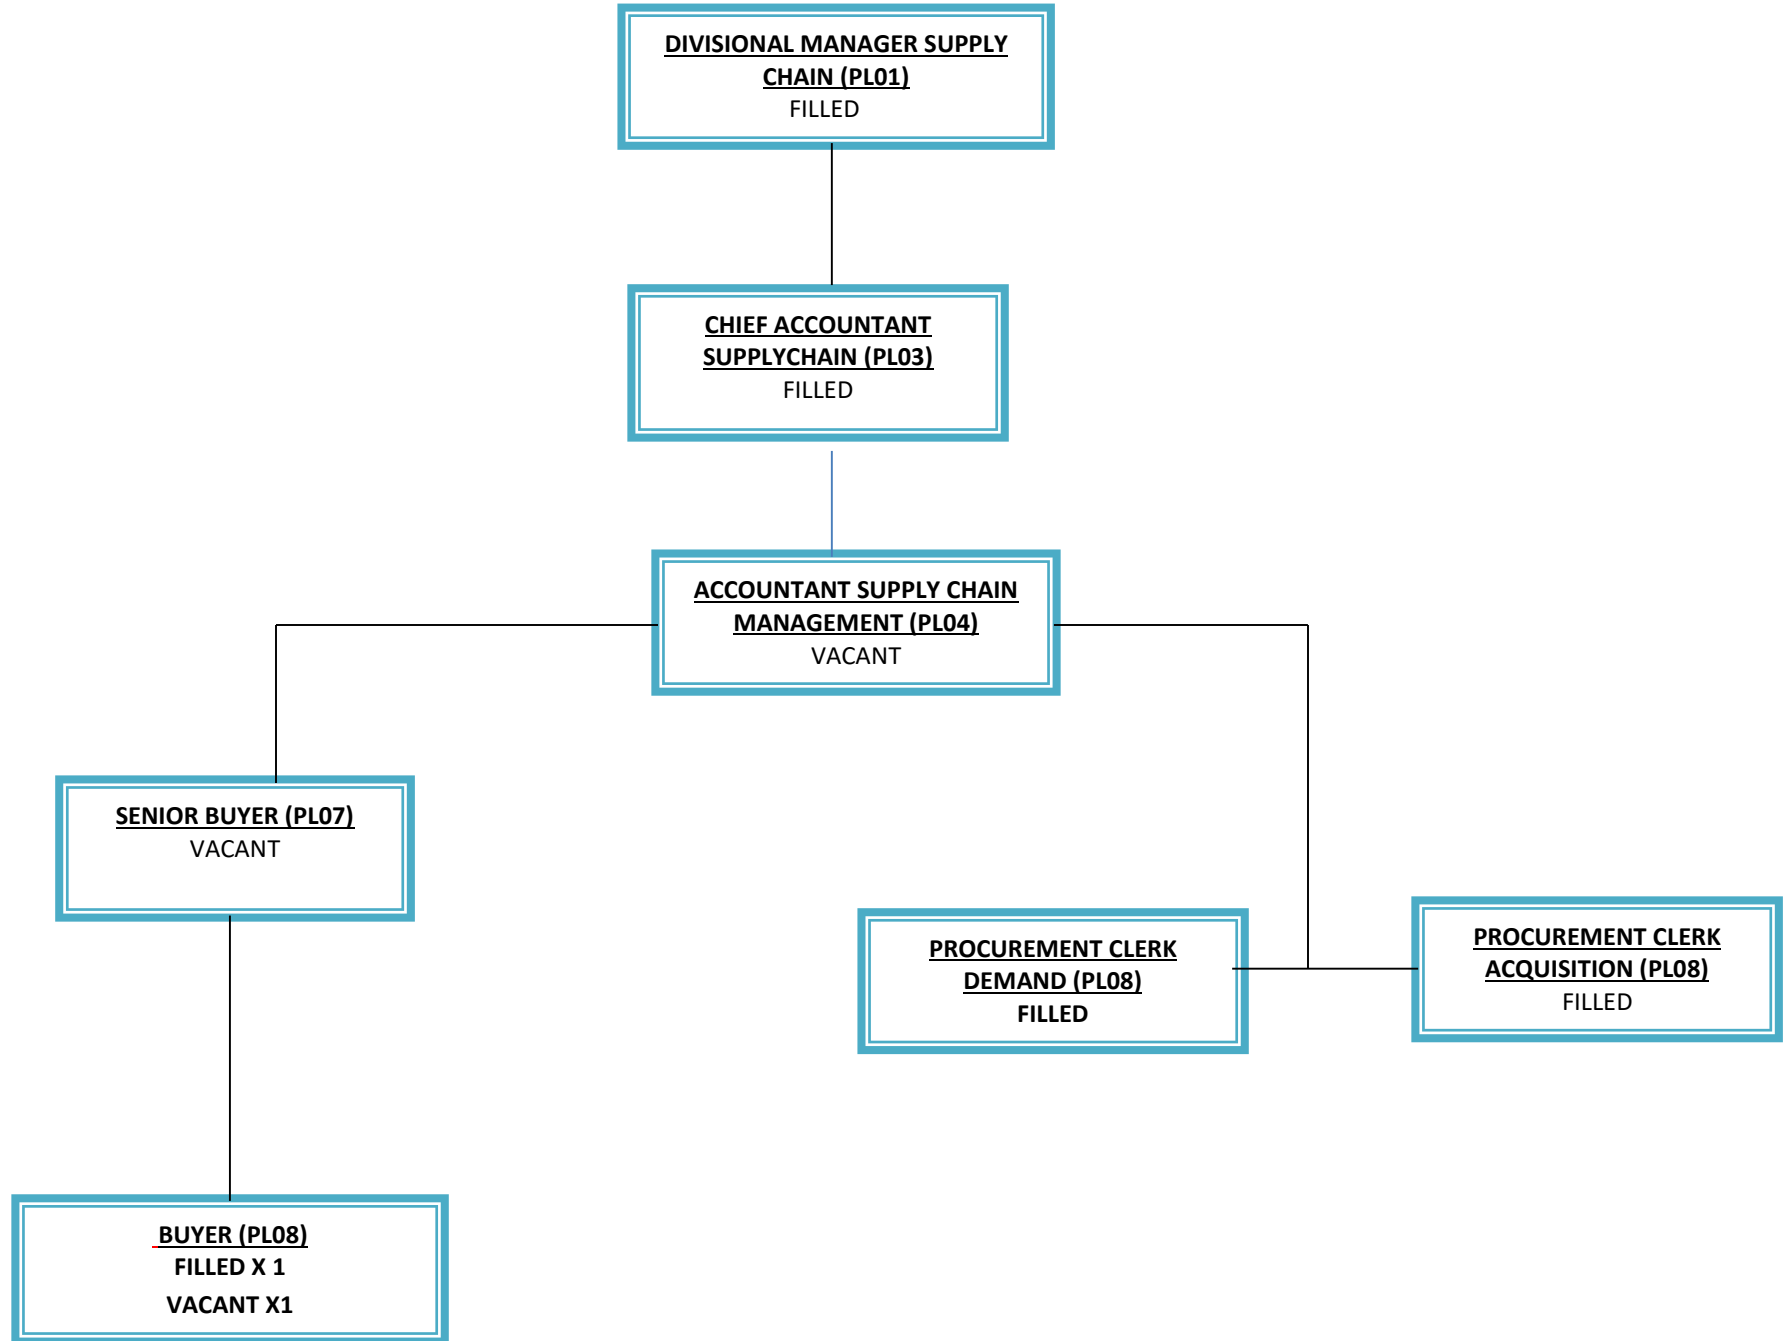 DIVISIONAL MANAGER SUPPLY
CHAIN (PL01)
FILLED
CHIEF ACCOUNTANT
SUPPLYCHAIN (PL03)
FILLED
ACCOUNTANT SUPPLY CHAIN
MANAGEMENT (PL04)
VACANT
SENIOR BUYER (PL07)
VACANT
PROCUREMENT CLERK
DEMAND (PL08)
FILLED
PROCUREMENT CLERK
ACQUISITION (PL08)
FILLED
BUYER (PL08)
FILLED X 1
VACANT X1